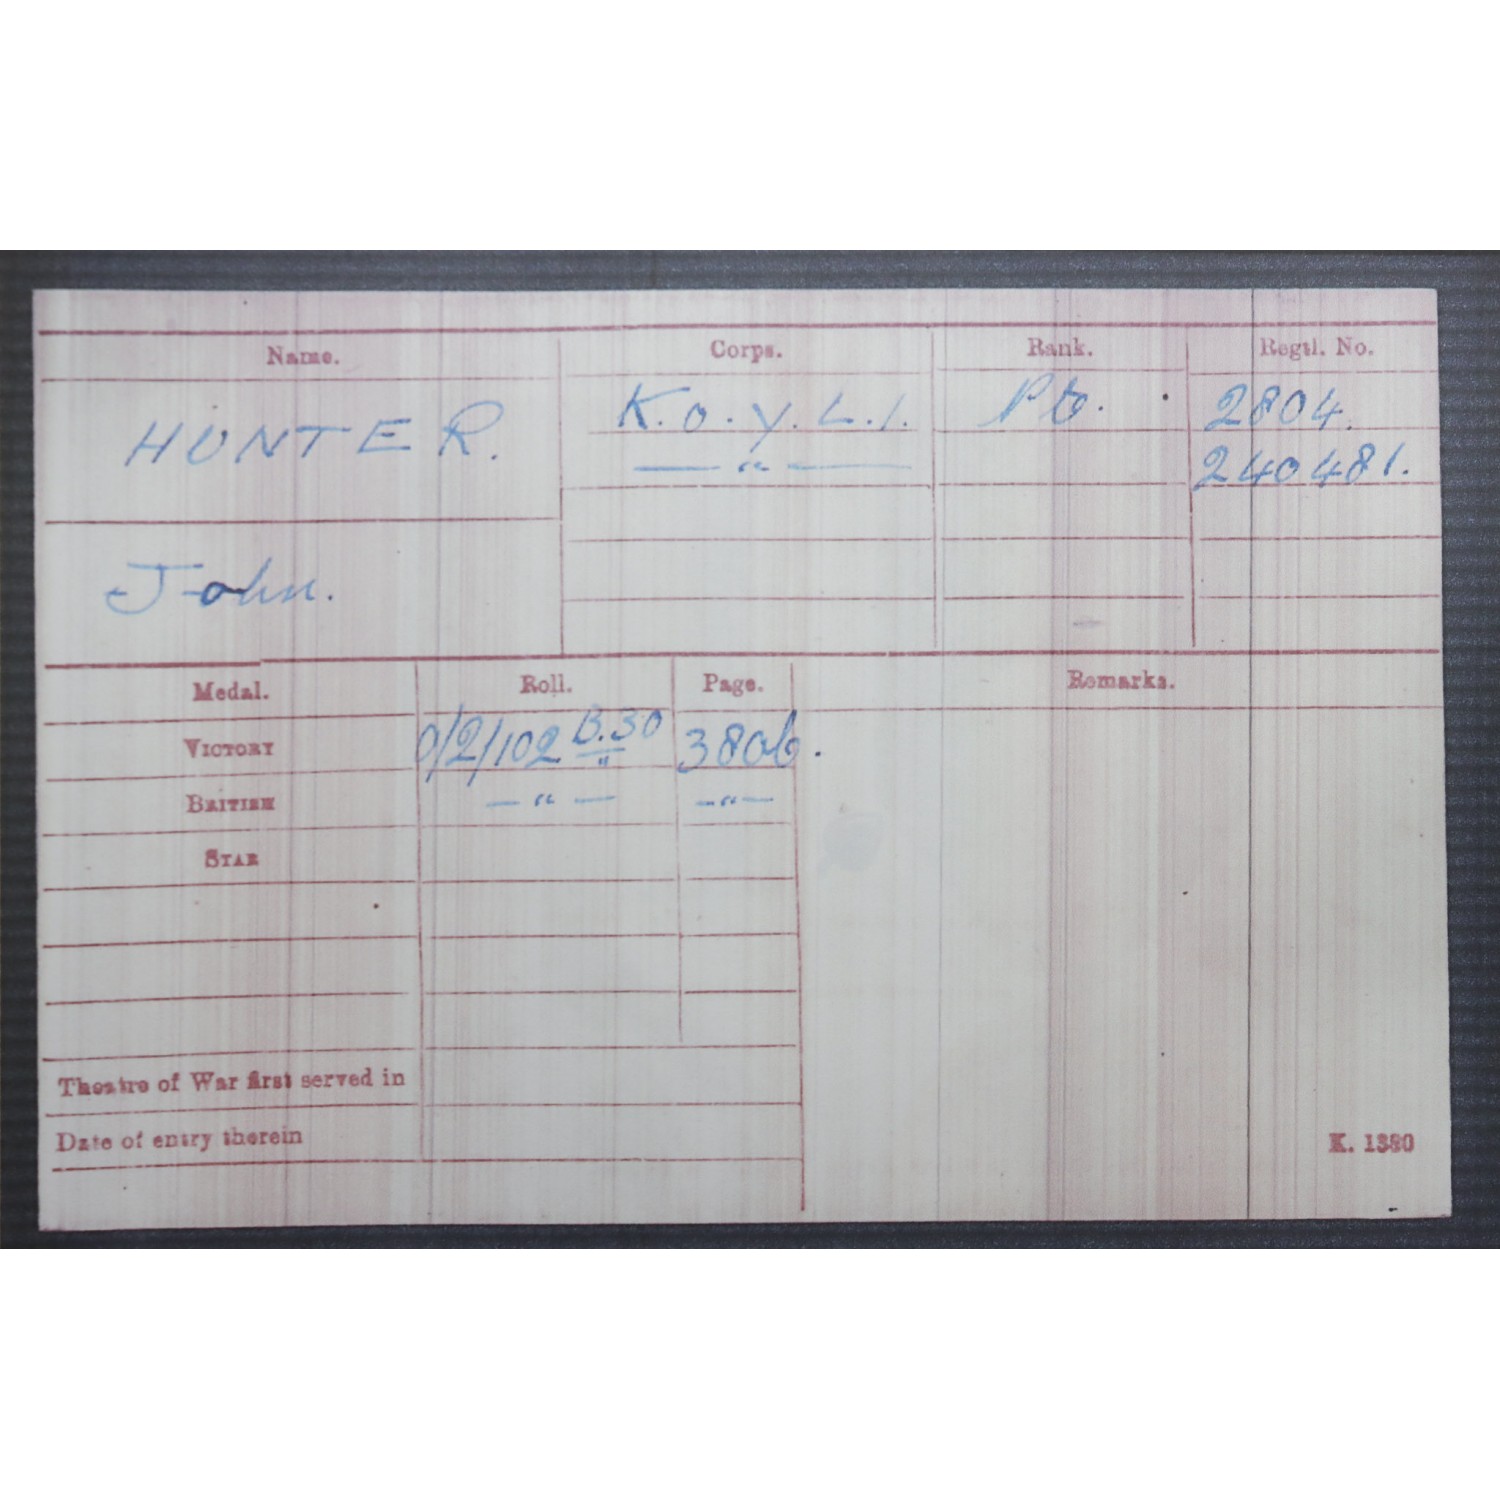 Name. Corps. Rank. Regtl. No.
HUNTER. K.O.Y.L.I. Pte. 2804.
—"— 240481.
John.
Medal. Roll. Page. Remarks.
VICTORY 0/2/102 B.30 3806.
"
BRITISH —"— —"—
STAR
Theatre of War first served in
Date of entry therein
K. 1380